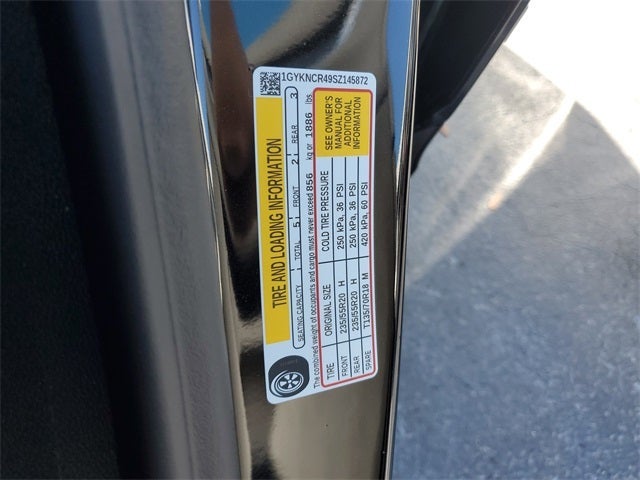 1GYKNCR49SZ145872
TIRE AND LOADING INFORMATION
SEATING CAPACITY TOTAL 5 FRONT 2 REAR 3
The combined weight of occupants and cargo must never exceed 856 kg or 1886 lbs
TIRE ORIGINAL SIZE COLD TIRE PRESSURE
FRONT 235/55R20 H 250 kPa, 36 PSI
REAR 235/55R20 H 250 kPa, 36 PSI
SPARE T135/70R18 M 420 kPa, 60 PSI
SEE OWNER'S
MANUAL FOR
ADDITIONAL
INFORMATION